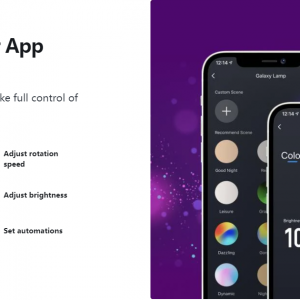 App
ke full control of
Adjust rotation
speed
Adjust brightness
Set automations
12:14
Galaxy Lamp
Custom Scene
Recommend Scene
Good Night
Leisure
Dazzling
Dynamic
12:14
Colo
Brightne
10